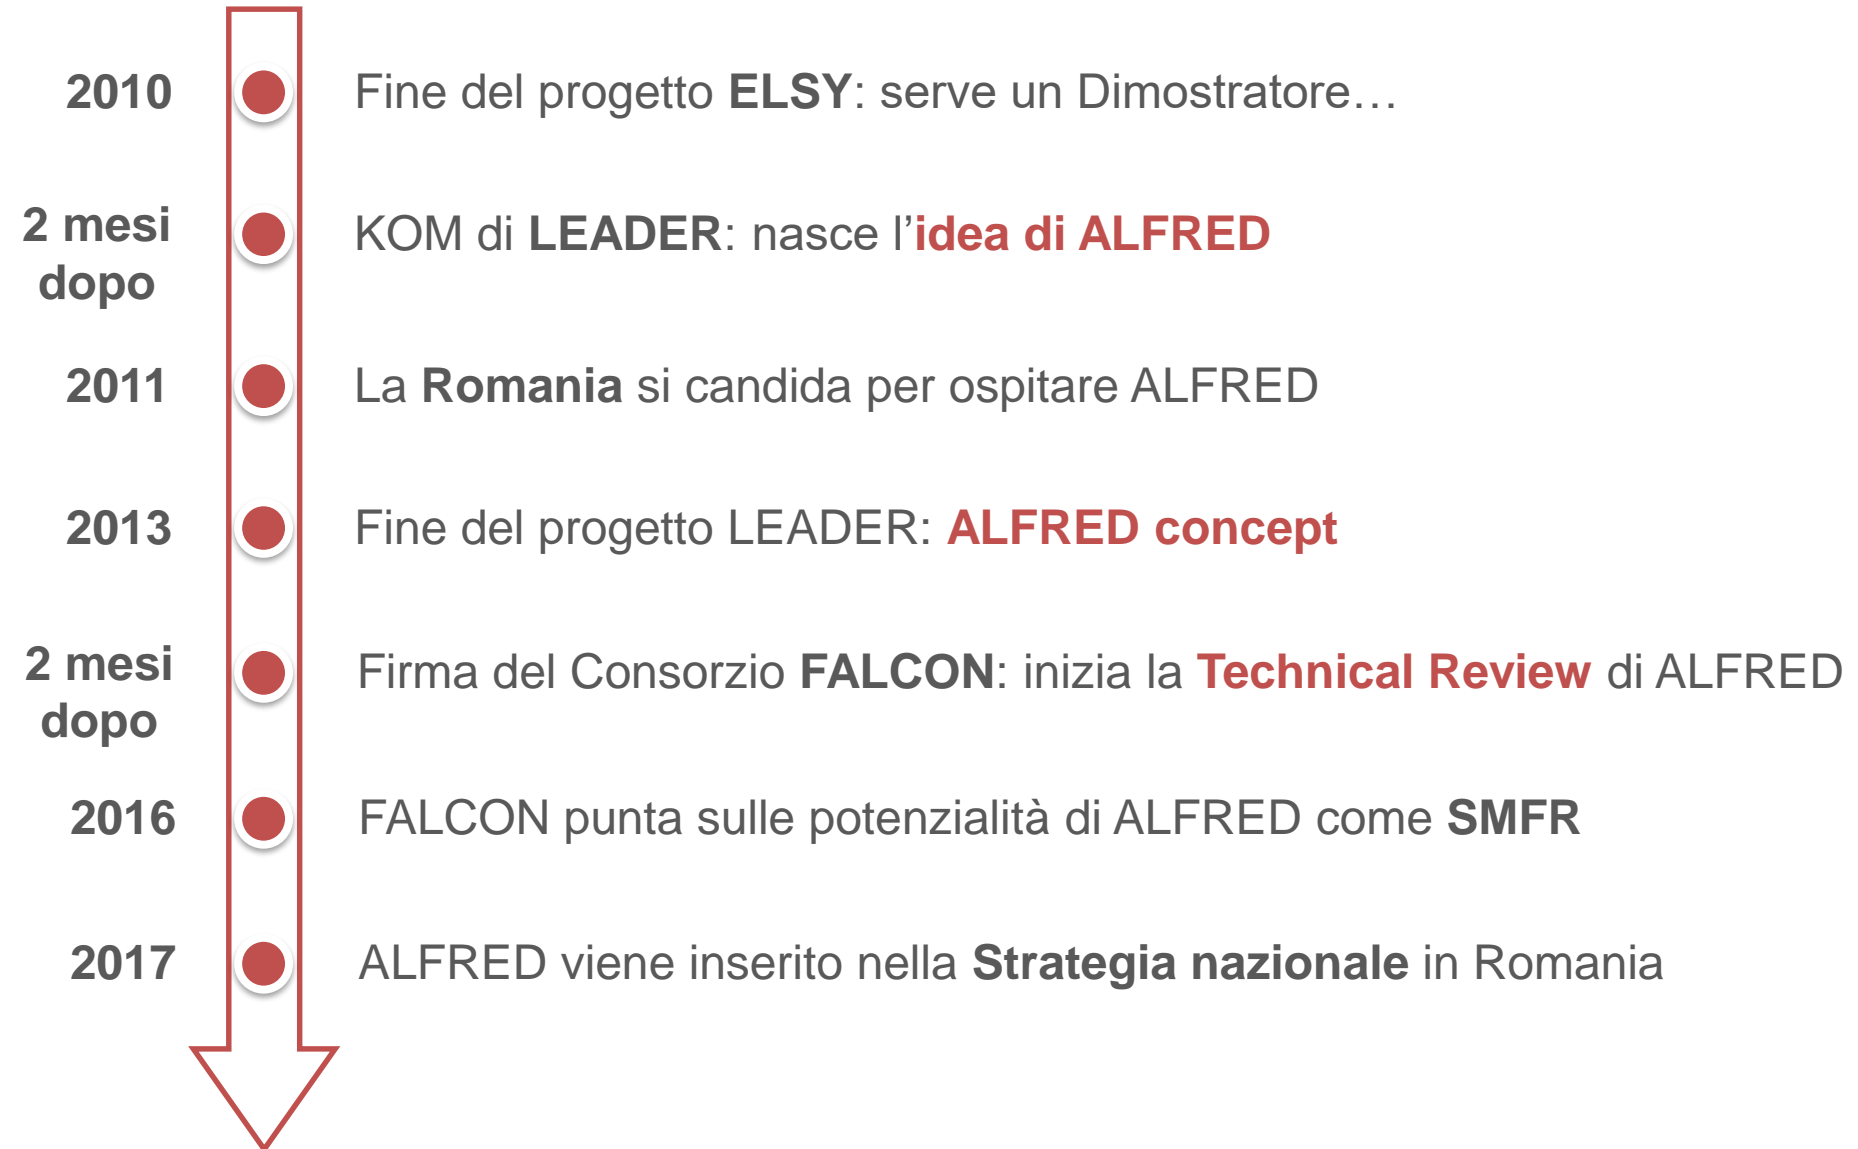 2010
Fine del progetto ELSY: serve un Dimostratore…
2 mesi
dopo
KOM di LEADER: nasce l’idea di ALFRED
2011
La Romania si candida per ospitare ALFRED
2013
Fine del progetto LEADER: ALFRED concept
2 mesi
dopo
Firma del Consorzio FALCON: inizia la Technical Review di ALFRED
2016
FALCON punta sulle potenzialità di ALFRED come SMFR
2017
ALFRED viene inserito nella Strategia nazionale in Romania